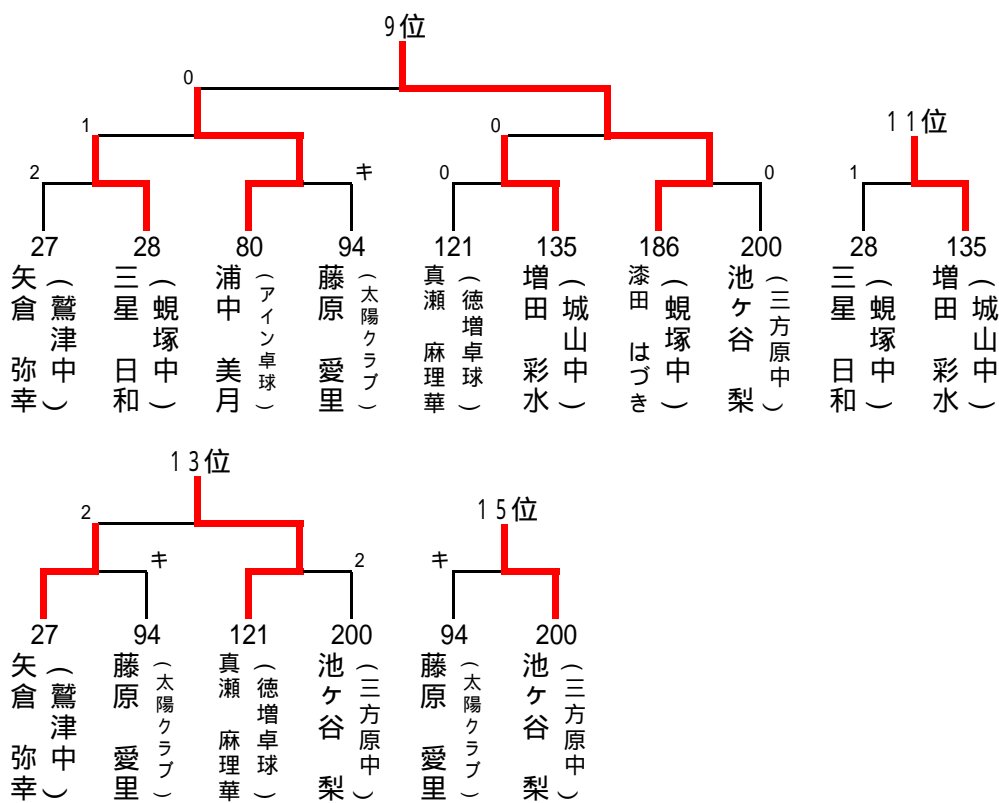 9位
0
1
0
2
キ
0
0
27
28
80
94
121
135
186
200
矢倉 弥幸
(鷲津中)
三星 日和
(蜆塚中)
浦中 美月
(アイン卓球)
藤原 愛里
(太陽クラブ)
真瀬 麻理華
(徳増卓球)
増田 彩水
(城山中)
漆田 はづき
(蜆塚中)
池ヶ谷 梨
(三方原中)
11位
1
28
135
三星 日和
(蜆塚中)
増田 彩水
(城山中)
13位
2
キ
2
27
94
121
200
矢倉 弥幸
(鷲津中)
藤原 愛里
(太陽クラブ)
真瀬 麻理華
(徳増卓球)
池ヶ谷 梨
(三方原中)
15位
キ
94
200
藤原 愛里
(太陽クラブ)
池ヶ谷 梨
(三方原中)